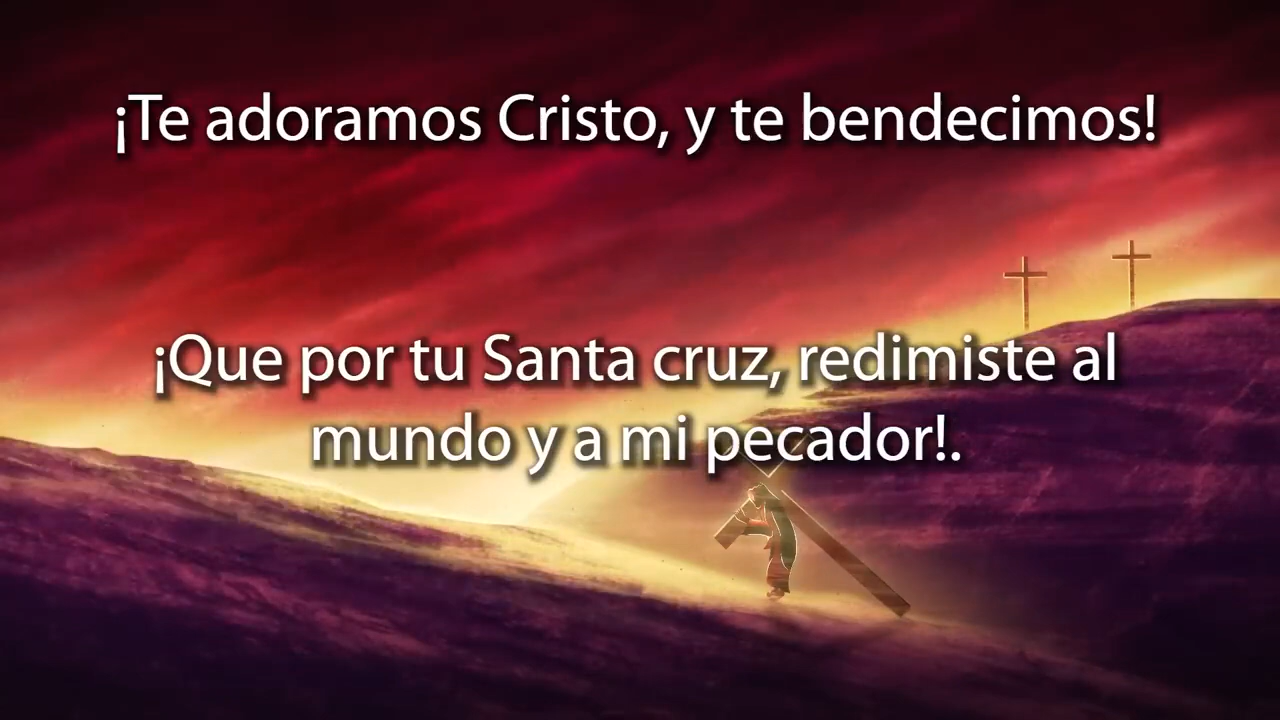 ¡Te adoramos Cristo, y te bendecimos!
¡Que por tu Santa cruz, redimiste al
mundo y a mi pecador!.